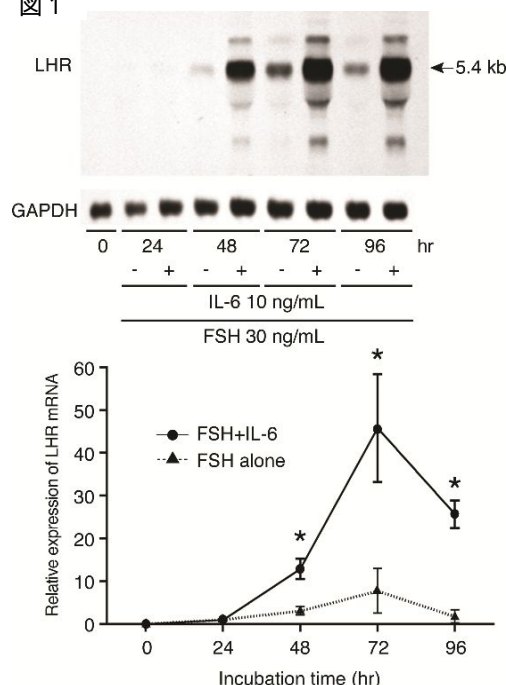 図1
LHR
←5.4 kb
GAPDH
0 24 48 72 96 hr
- + - + - + - +
IL-6 10 ng/mL
FSH 30 ng/mL
Relative expression of LHR mRNA
60
50
40
30
20
10
0
FSH+IL-6
FSH alone
*
*
*
0 24 48 72 96
Incubation time (hr)